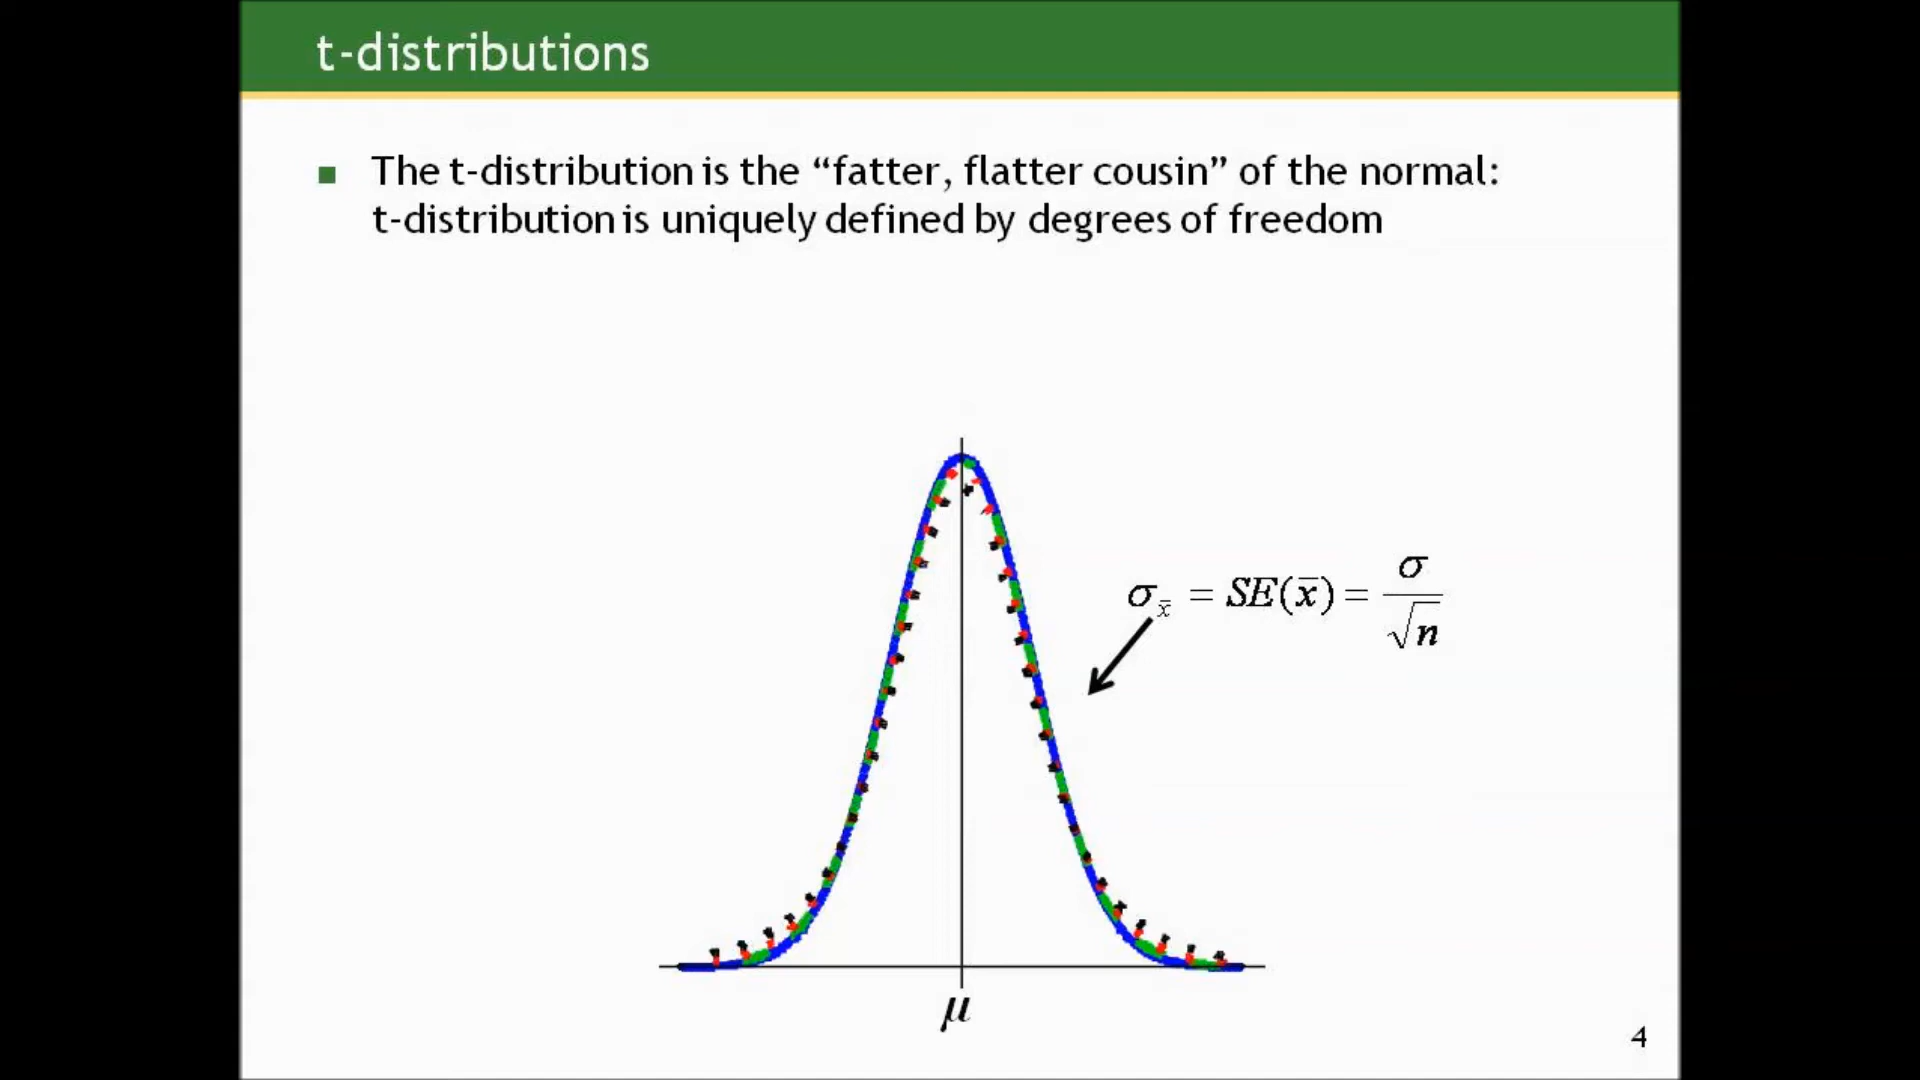 t-distributions
The t-distribution is the “fatter, flatter cousin” of the normal:
t-distribution is uniquely defined by degrees of freedom
σx̄ = SE(x̄) = σ/√n
μ
4